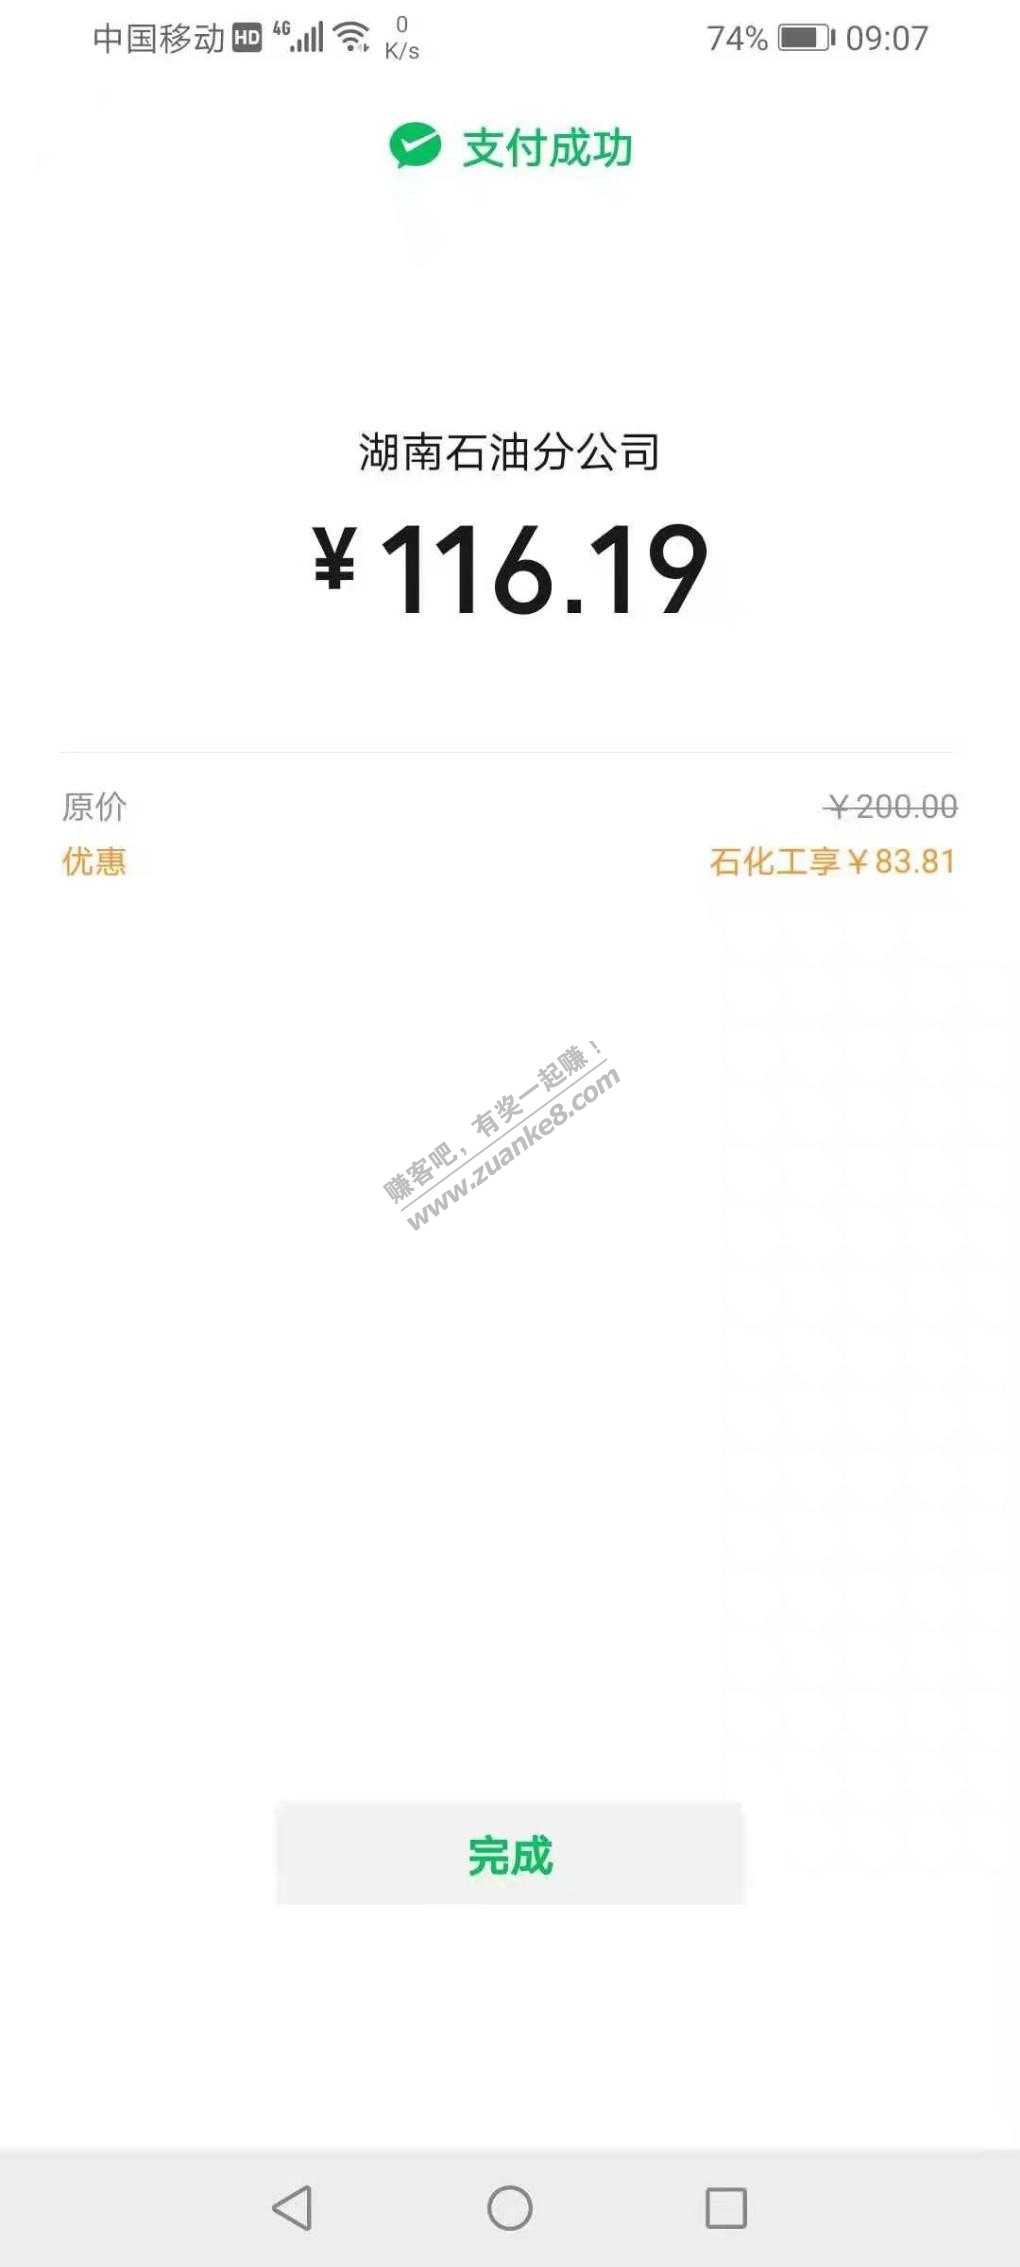 中国移动 HD 4G 0 K/s 74% 09:07
支付成功
湖南石油分公司
¥116.19
原价 ¥200.00
优惠 石化工享¥83.81
赚客吧，有奖一起赚！
www.zuanke8.com
完成